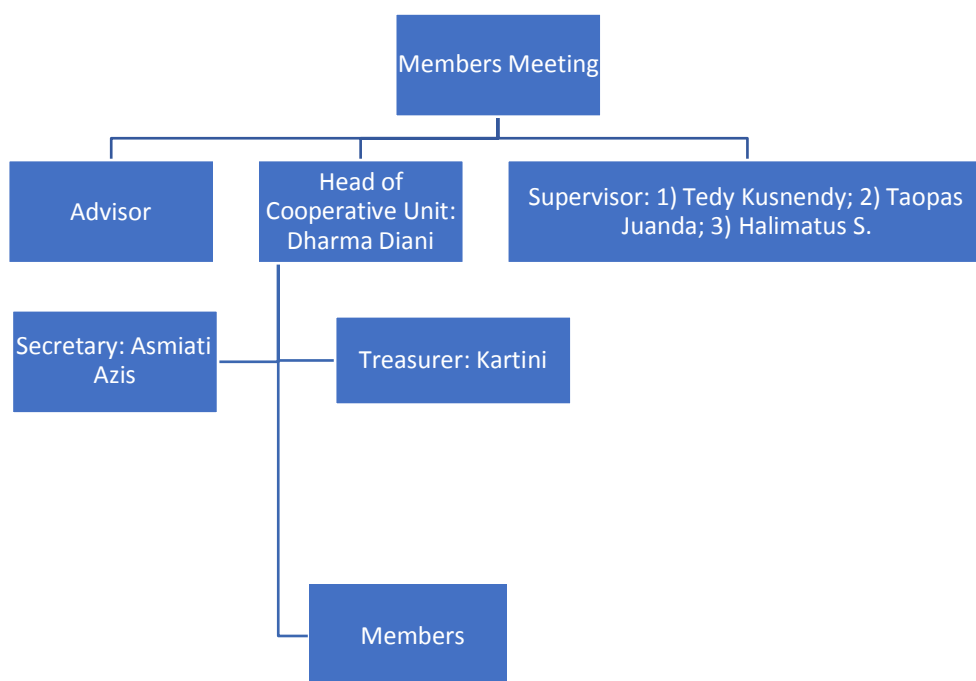 Members Meeting
Advisor
Head of
Cooperative Unit:
Dharma Diani
Supervisor: 1) Tedy Kusnendy; 2) Taopas
Juanda; 3) Halimatus S.
Secretary: Asmiati
Azis
Treasurer: Kartini
Members